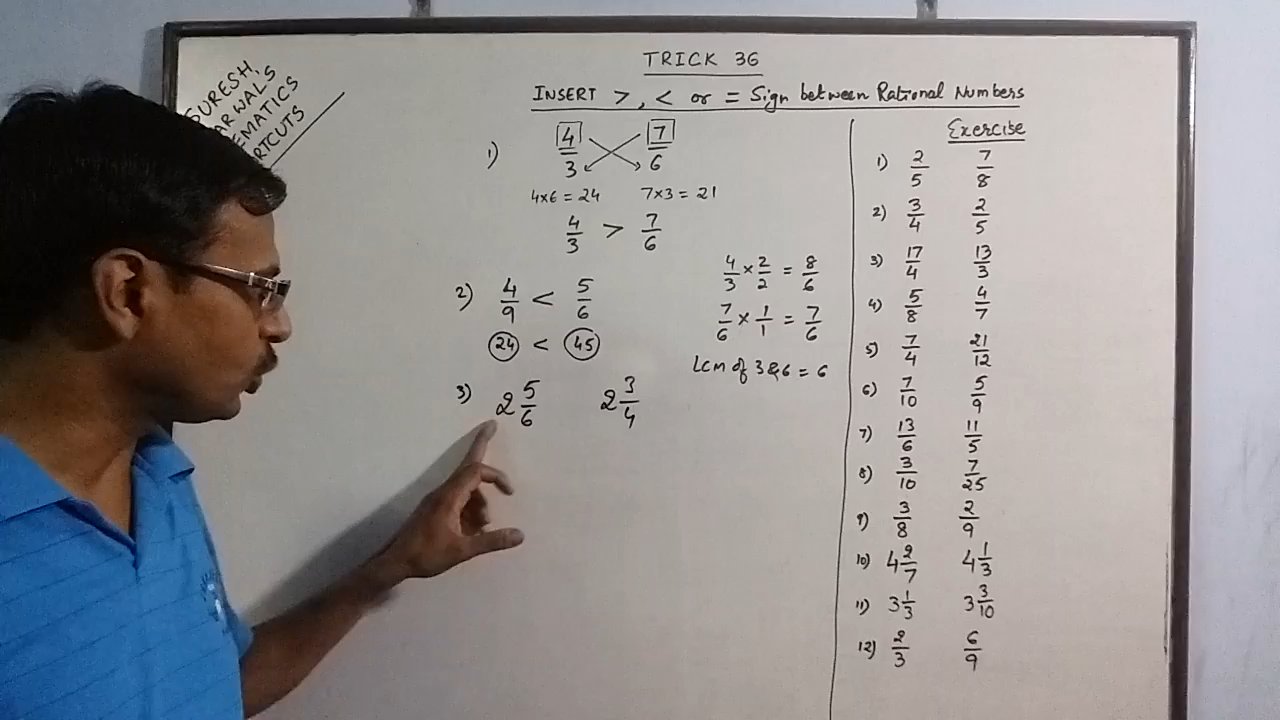 SURESH
MATICS
TRICK 36
INSERT >, < or = Sign between Rational Numbers
1) 4/3 7/6
4×6 = 24 7×3 = 21
4/3 > 7/6
2) 4/9 < 5/6
24 < 45
3) 2 5/6 2 3/4
4/3 × 2/2 = 8/6
7/6 × 1/1 = 7/6
LCM of 3&6 = 6
Exercise
1) 2/5 7/8
2) 3/4 2/5
3) 17/4 13/3
4) 5/8 4/7
5) 7/4 21/12
6) 7/10 5/9
7) 13/6 11/5
8) 3/10 7/25
9) 3/8 2/9
10) 4 2/7 4 1/3
11) 3 1/3 3 3/10
12) 2/3 6/9